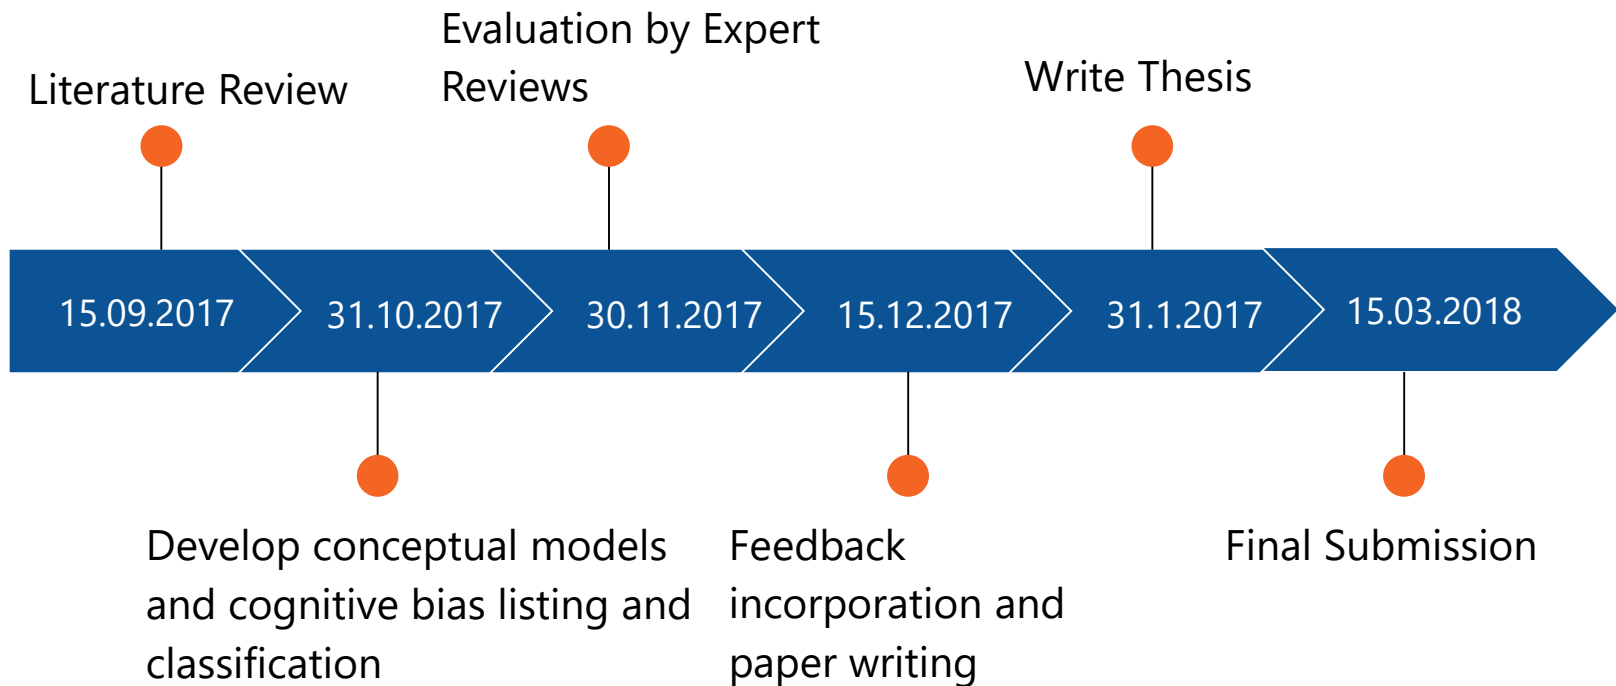 Literature Review
Evaluation by Expert
Reviews
Write Thesis
15.09.2017
31.10.2017
30.11.2017
15.12.2017
31.1.2017
15.03.2018
Develop conceptual models
and cognitive bias listing and
classification
Feedback
incorporation and
paper writing
Final Submission